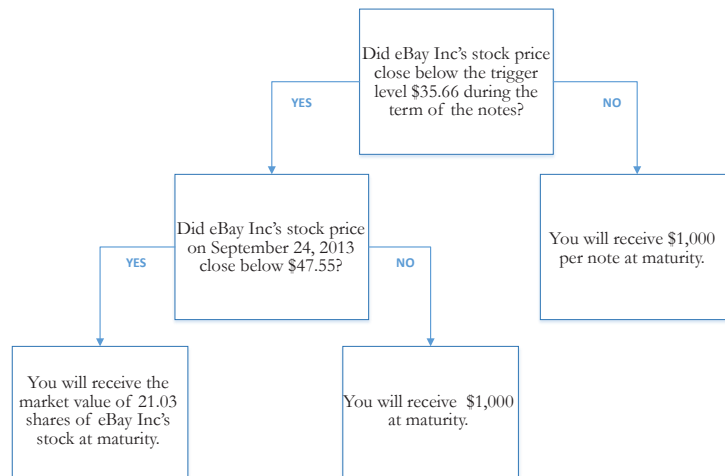 Did eBay Inc's stock price
close below the trigger
level $35.66 during the
term of the notes?
YES
NO
Did eBay Inc's stock price
on September 24, 2013
close below $47.55?
You will receive $1,000
per note at maturity.
YES
NO
You will receive the
market value of 21.03
shares of eBay Inc's
stock at maturity.
You will receive $1,000
at maturity.